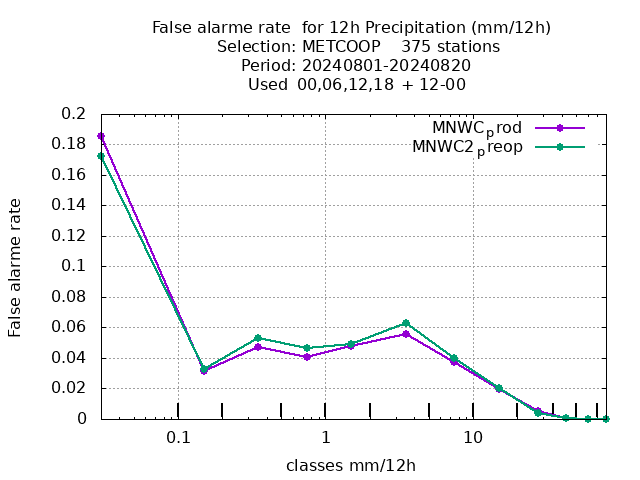 False alarme rate  for 12h Precipitation (mm/12h)
Selection: METCOOP    375 stations
Period: 20240801-20240820
Used  00,06,12,18 + 12-00
MNWCprod
MNWC2preop
0.2
0.18
0.16
0.14
0.12
0.1
0.08
0.06
0.04
0.02
0
False alarme rate
0.1 1 10
classes mm/12h